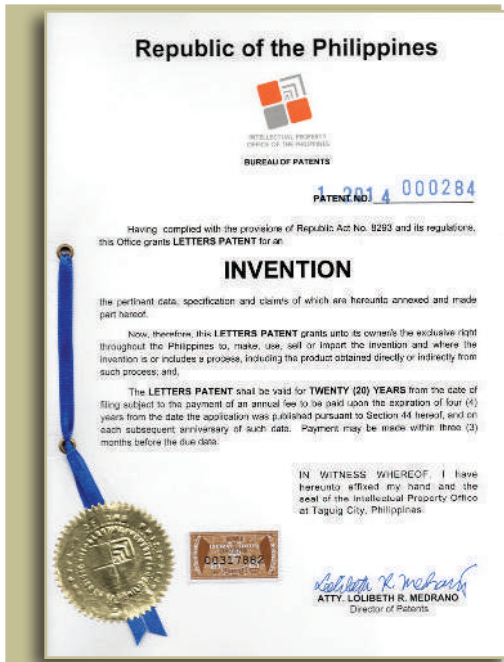 Republic of the Philippines
INTELLECTUAL PROPERTY
OFFICE OF THE PHILIPPINES
BUREAU OF PATENTS
PATENT NO. 1 2014 000284
Having complied with the provisions of Republic Act No. 8293 and its regulations,
this Office grants LETTERS PATENT for an
INVENTION
the pertinent data, specification and claim/s of which are hereunto annexed and made
part hereof.
Now, therefore, this LETTERS PATENT grants unto its owner/s the exclusive right
throughout the Philippines to, make, use, sell or import the invention and where the
invention is or includes a process, including the product obtained directly or indirectly from
such process; and,
The LETTERS PATENT shall be valid for TWENTY (20) YEARS from the date of
filing subject to the payment of an annual fee to be paid upon the expiration of four (4)
years from the date the application was published pursuant to Section 44 hereof, and on
each subsequent anniversary of such date. Payment may be made within three (3)
months before the due date.
IN WITNESS WHEREOF, I have
hereunto affixed my hand and the
seal of the Intellectual Property Office
at Taguig City, Philippines.
Lolibeth R. Medrano
ATTY. LOLIBETH R. MEDRANO
Director of Patents